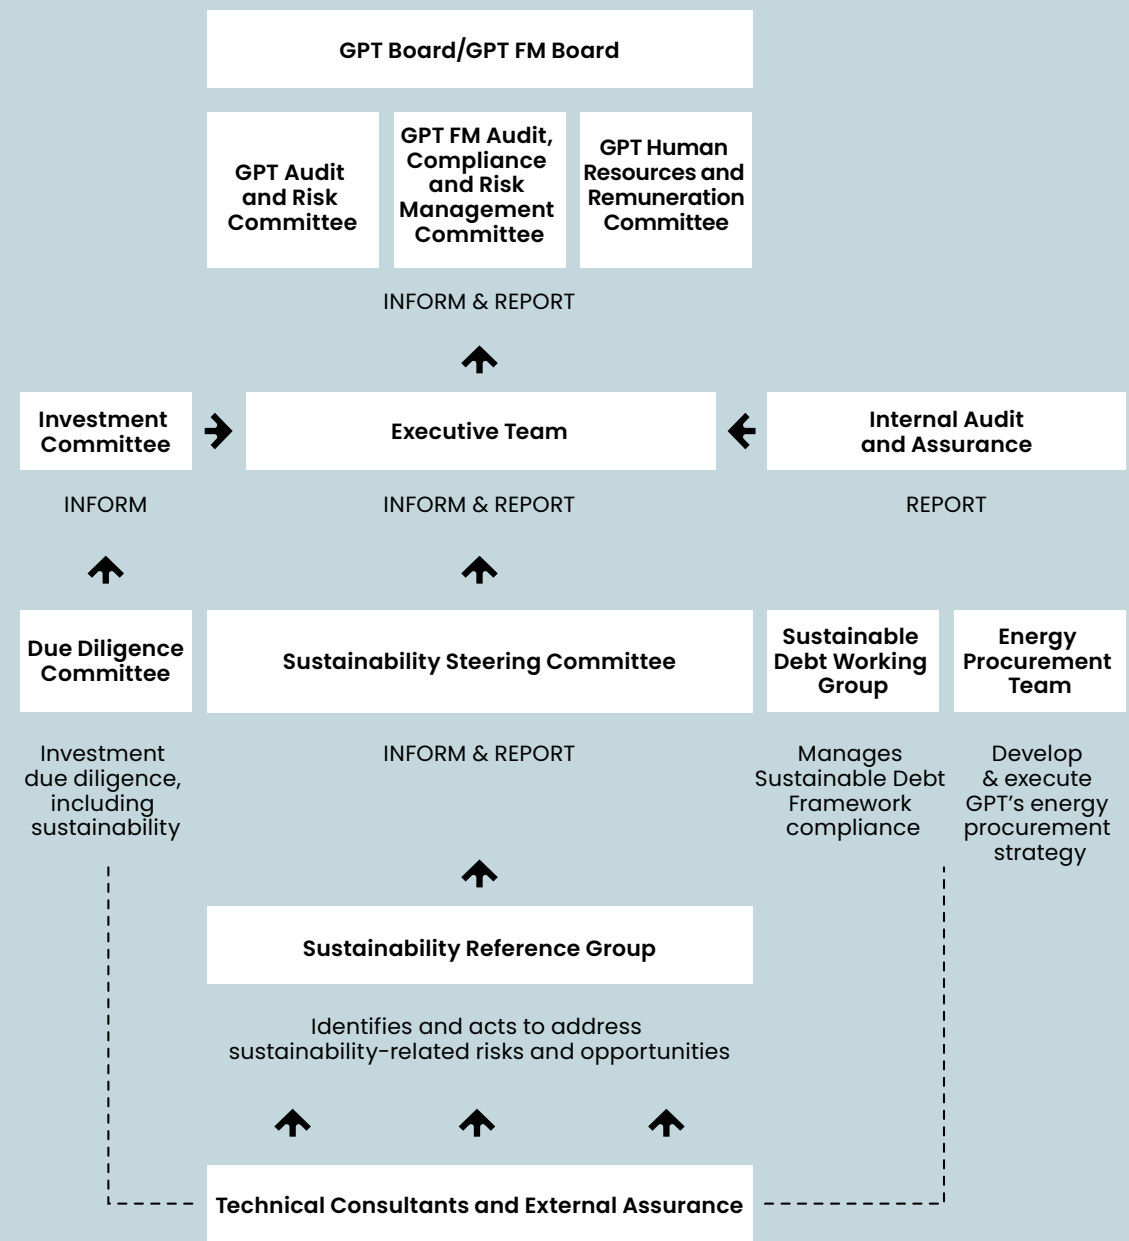 GPT Board/GPT FM Board
GPT Audit
and Risk
Committee
GPT FM Audit,
Compliance
and Risk
Management
Committee
GPT Human
Resources and
Remuneration
Committee
INFORM & REPORT
Investment
Committee
Executive Team
Internal Audit
and Assurance
INFORM
INFORM & REPORT
REPORT
Due Diligence
Committee
Sustainability Steering Committee
Sustainable
Debt Working
Group
Energy
Procurement
Team
Investment
due diligence,
including
sustainability
INFORM & REPORT
Manages
Sustainable Debt
Framework
compliance
Develop
& execute
GPT’s energy
procurement
strategy
Sustainability Reference Group
Identifies and acts to address
sustainability-related risks and opportunities
Technical Consultants and External Assurance